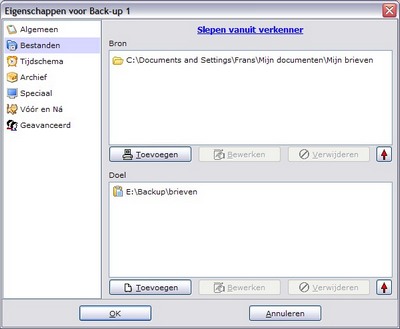 Eigenschappen voor Back-up 1
Algemeen
Bestanden
Tijdschema
Archief
Speciaal
Vóór en Ná
Geavanceerd
Slepen vanuit verkenner
Bron
C:\Documents and Settings\Frans\Mijn documenten\Mijn brieven
Toevoegen Bewerken Verwijderen
Doel
E:\Backup\brieven
Toevoegen Bewerken Verwijderen
OK Annuleren